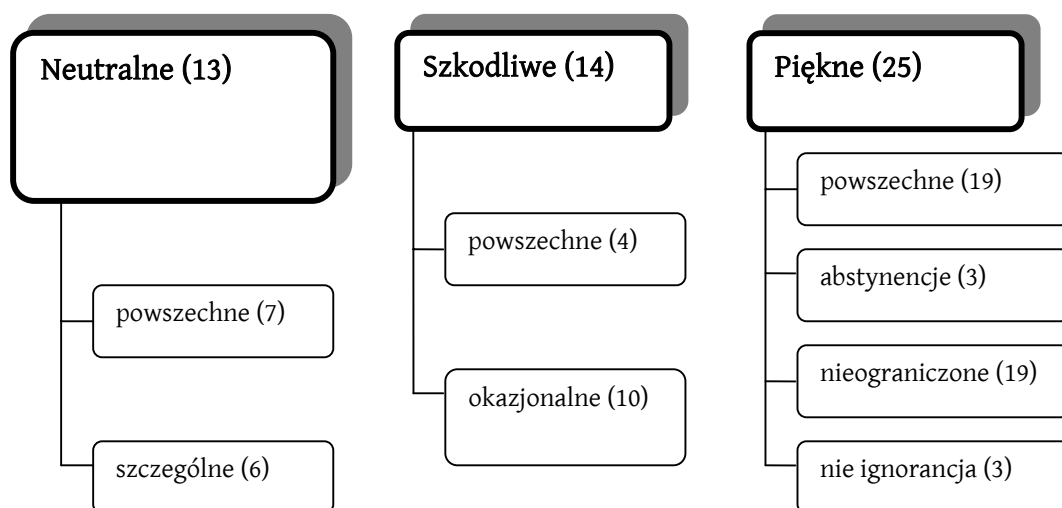 Neutralne (13)
powszechne (7)
szczególne (6)
Szkodliwe (14)
powszechne (4)
okazjonalne (10)
Piękne (25)
powszechne (19)
abstynencje (3)
nieograniczone (19)
nie ignorancja (3)